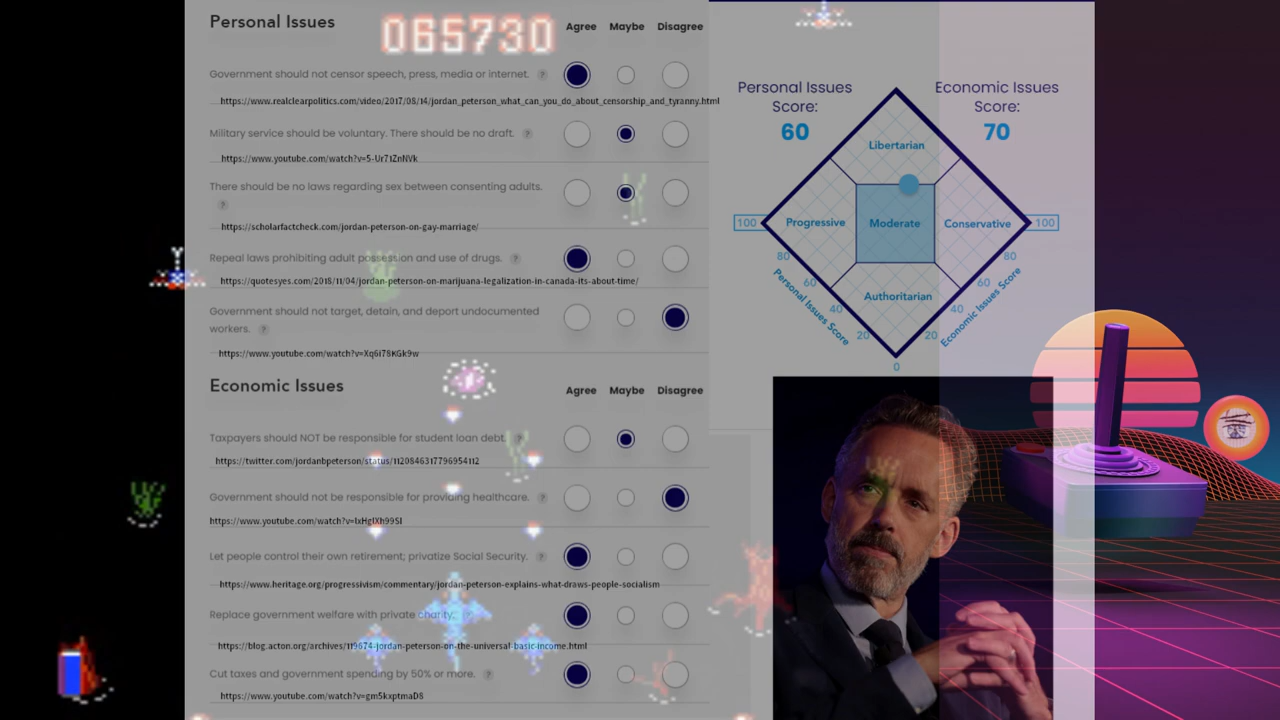 065730
Personal Issues
Agree Maybe Disagree
Government should not censor speech, press, media or internet. ?
https://www.realclearpolitics.com/video/2017/08/14/jordan_peterson_what_can_you_do_about_censorship_and_tyranny.html
Military service should be voluntary. There should be no draft. ?
https://www.youtube.com/watch?v=5-Ur71ZnNVk
There should be no laws regarding sex between consenting adults.
?
https://scholarfactcheck.com/jordan-peterson-on-gay-marriage/
Repeal laws prohibiting adult possession and use of drugs. ?
https://quotesyes.com/2018/11/04/jordan-peterson-on-marijuana-legalization-in-canada-its-about-time/
Government should not target, detain, and deport undocumented
workers. ?
https://www.youtube.com/watch?v=Xq6i78KGk9w
Economic Issues
Agree Maybe Disagree
Taxpayers should NOT be responsible for student loan debt. ?
https://twitter.com/jordanbpeterson/status/1120846317796954112
Government should not be responsible for providing healthcare. ?
https://www.youtube.com/watch?v=lxHglXh99SI
Let people control their own retirement; privatize Social Security. ?
https://www.heritage.org/progressivism/commentary/jordan-peterson-explains-what-draws-people-socialism
Replace government welfare with private charity. ?
https://blog.acton.org/archives/119674-jordan-peterson-on-the-universal-basic-income.html
Cut taxes and government spending by 50% or more. ?
https://www.youtube.com/watch?v=gm5kxptmaD8
Personal Issues
Score:
60
Economic Issues
Score:
70
Libertarian
100 Progressive Moderate Conservative 100
Authoritarian
80 60 40 20
Personal Issues Score
80 60 40 20
Economic Issues Score
0